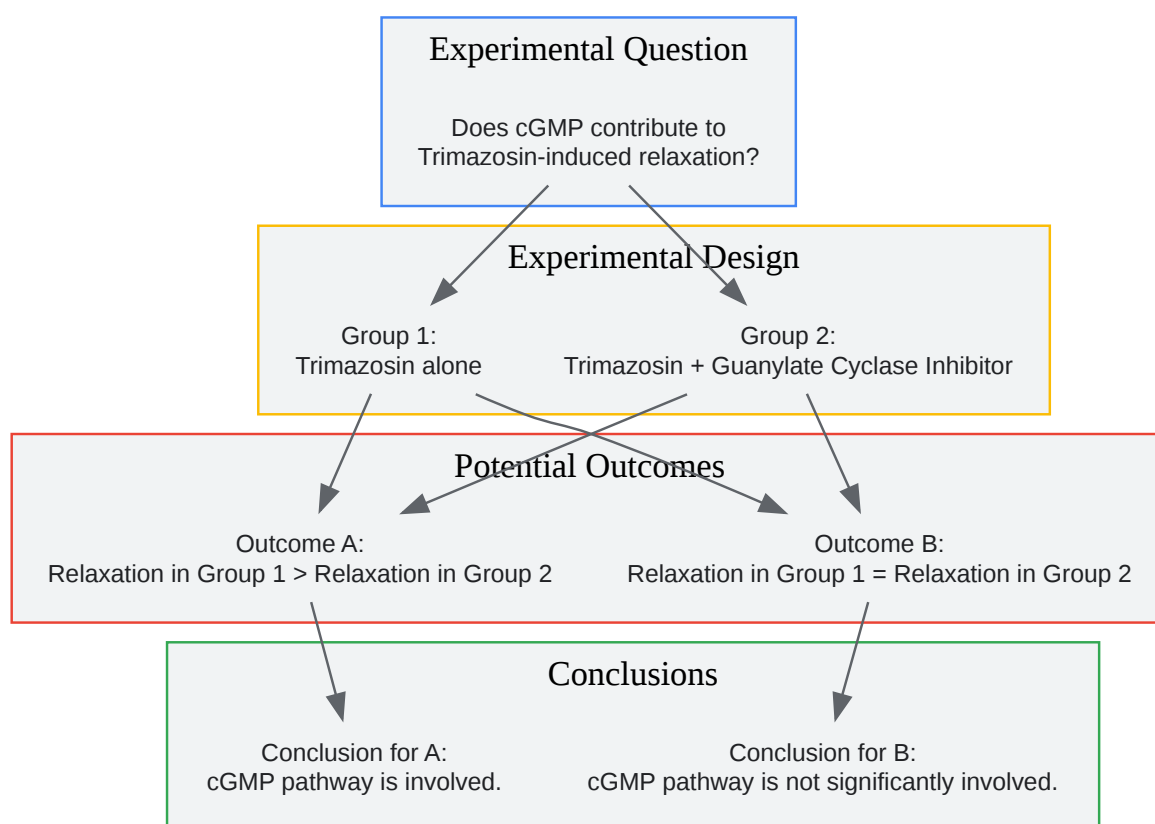 Experimental Question
Does cGMP contribute to
Trimazosin-induced relaxation?
Experimental Design
Group 1:
Trimazosin alone
Group 2:
Trimazosin + Guanylate Cyclase Inhibitor
Potential Outcomes
Outcome A:
Relaxation in Group 1 > Relaxation in Group 2
Outcome B:
Relaxation in Group 1 = Relaxation in Group 2
Conclusions
Conclusion for A:
cGMP pathway is involved.
Conclusion for B:
cGMP pathway is not significantly involved.